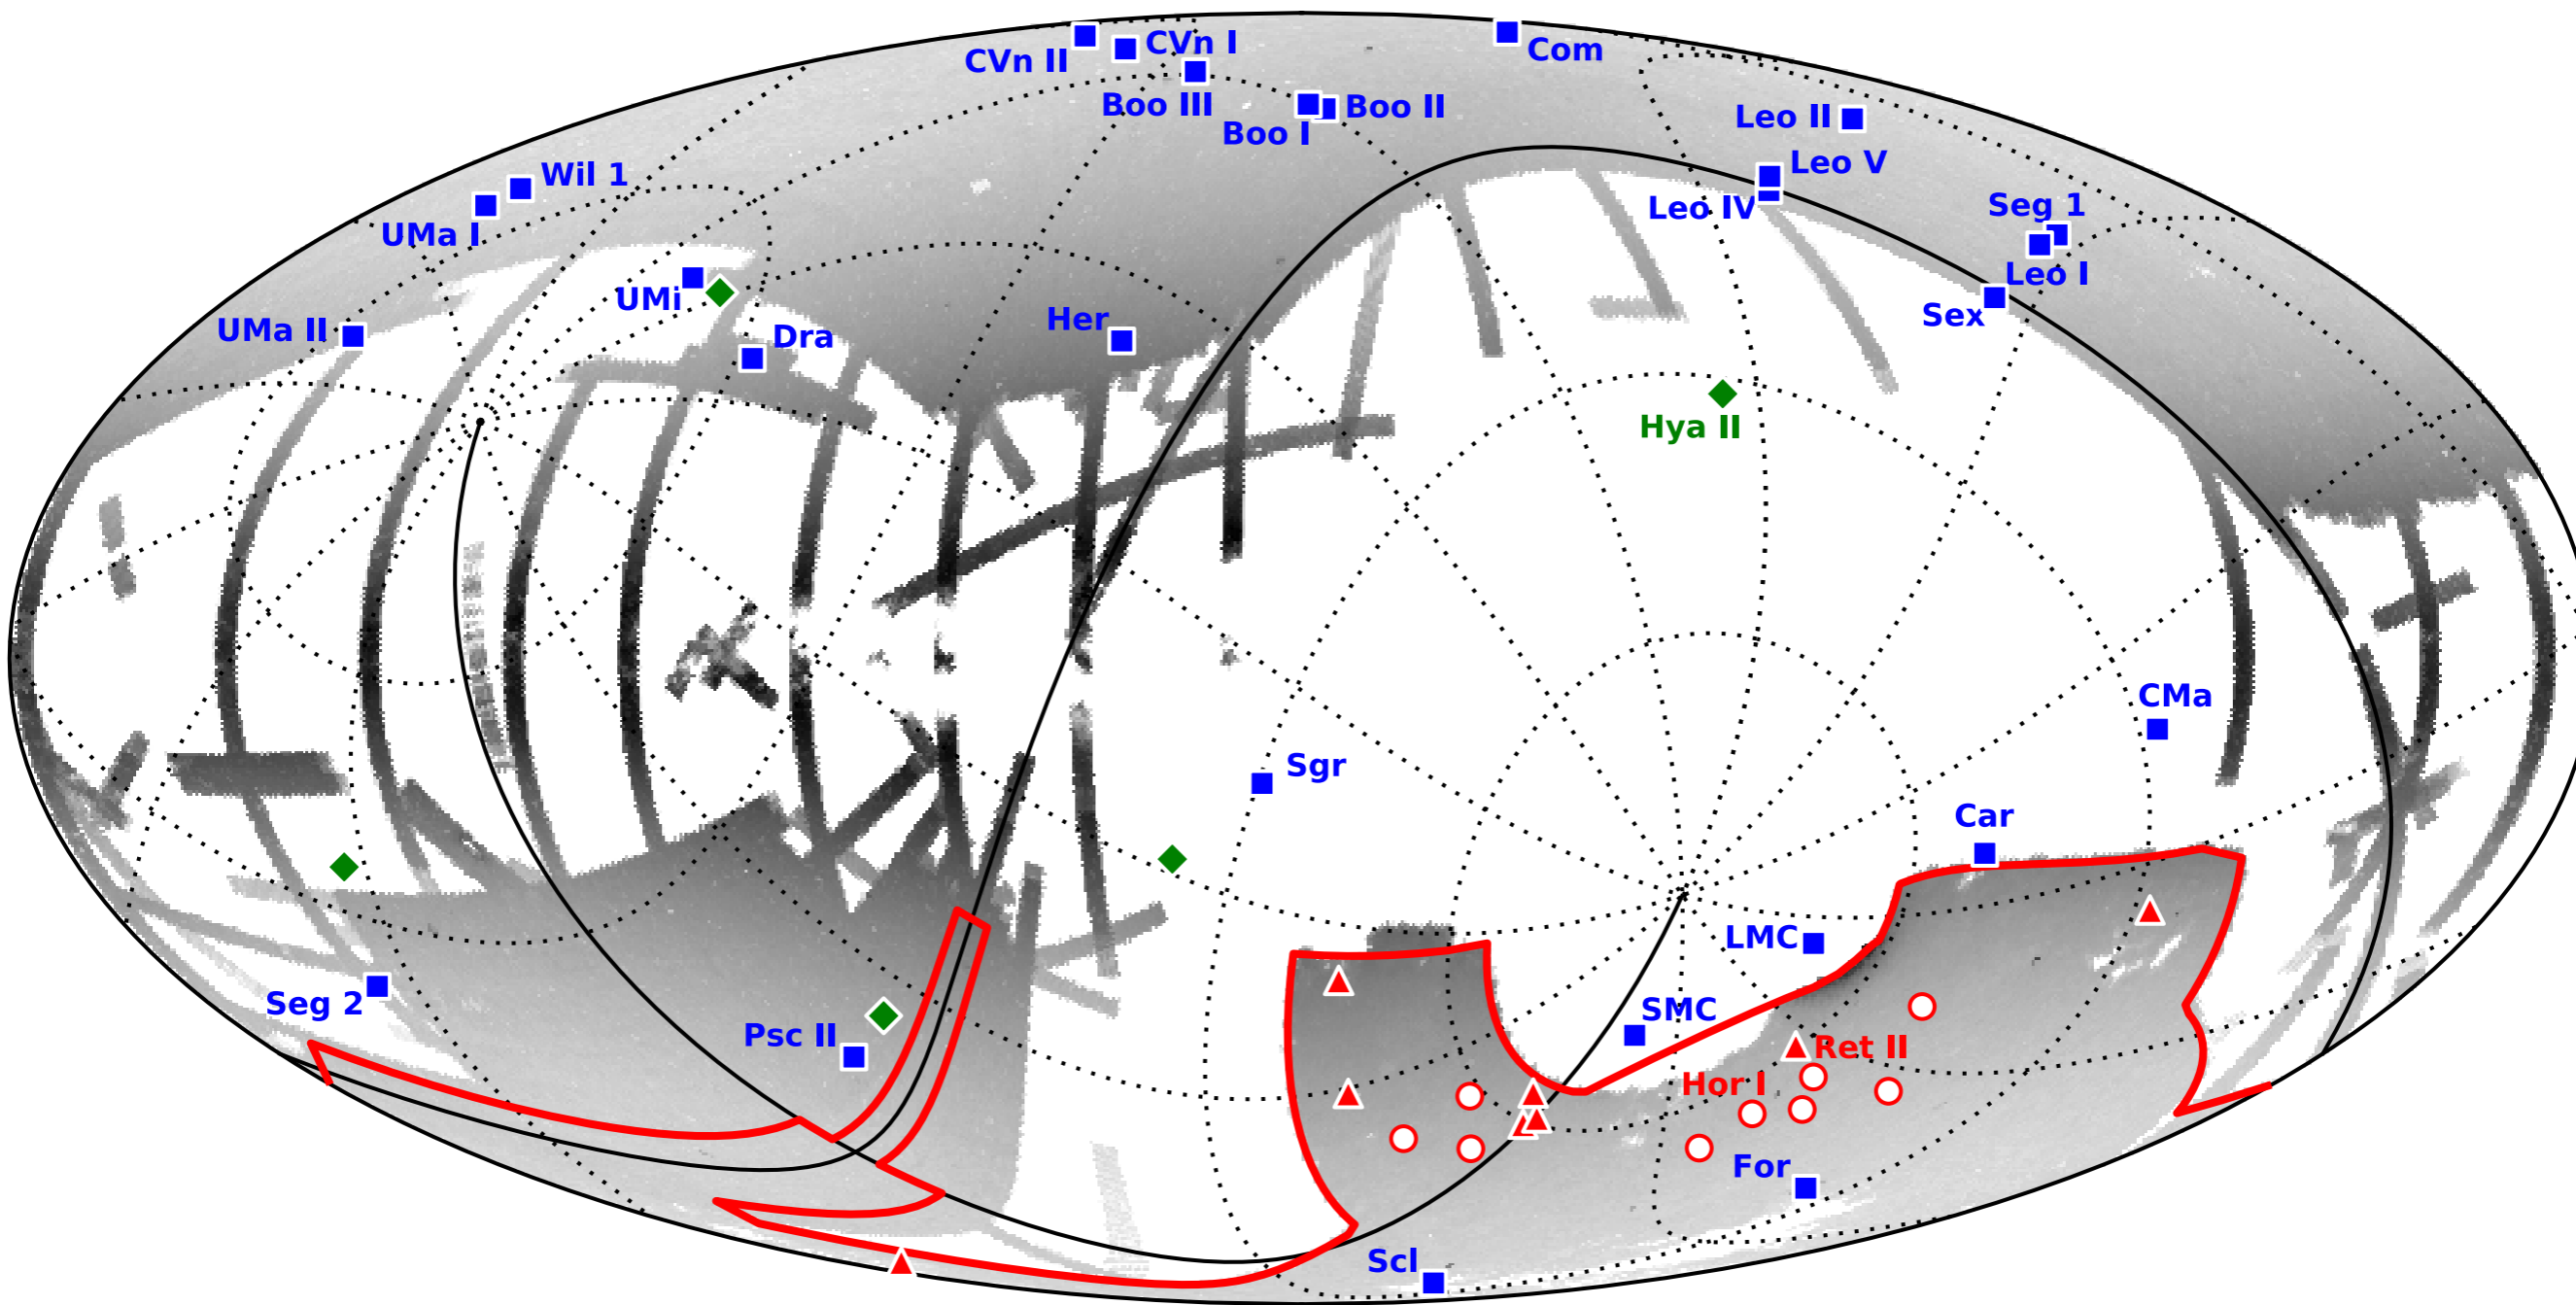 Com
CVn I
CVn II
Boo III
Boo II
Boo I
Leo II
Leo V
Wil 1
Seg 1
Leo IV
UMa I
Leo I
UMi
Sex
Her
UMa II
Dra
Hya II
CMa
Sgr
Car
LMC
Seg 2
SMC
Psc II
Ret II
Hor I
For
Scl